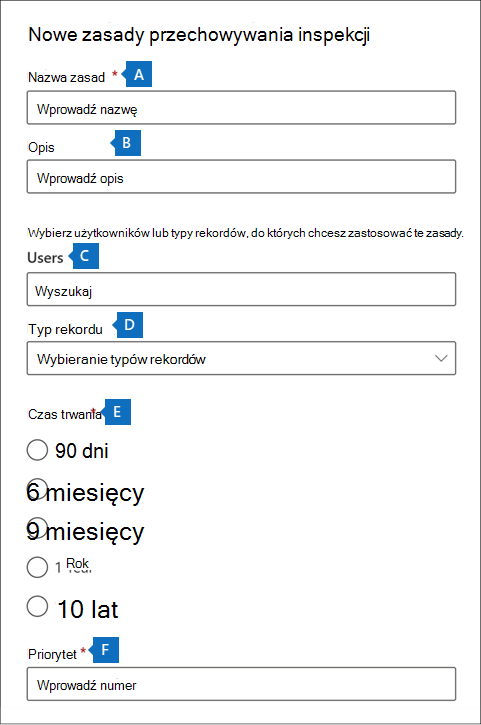 Nowe zasady przechowywania inspekcji
Nazwa zasad * A
Wprowadź nazwę
Opis B
Wprowadź opis
Wybierz użytkowników lub typy rekordów, do których chcesz zastosować te zasady.
Users C
Wyszukaj
Typ rekordu D
Wybieranie typów rekordów
Czas trwania* E
90 dni
6 miesięcy
9 miesięcy
1 Rok
10 lat
Priorytet * F
Wprowadź numer